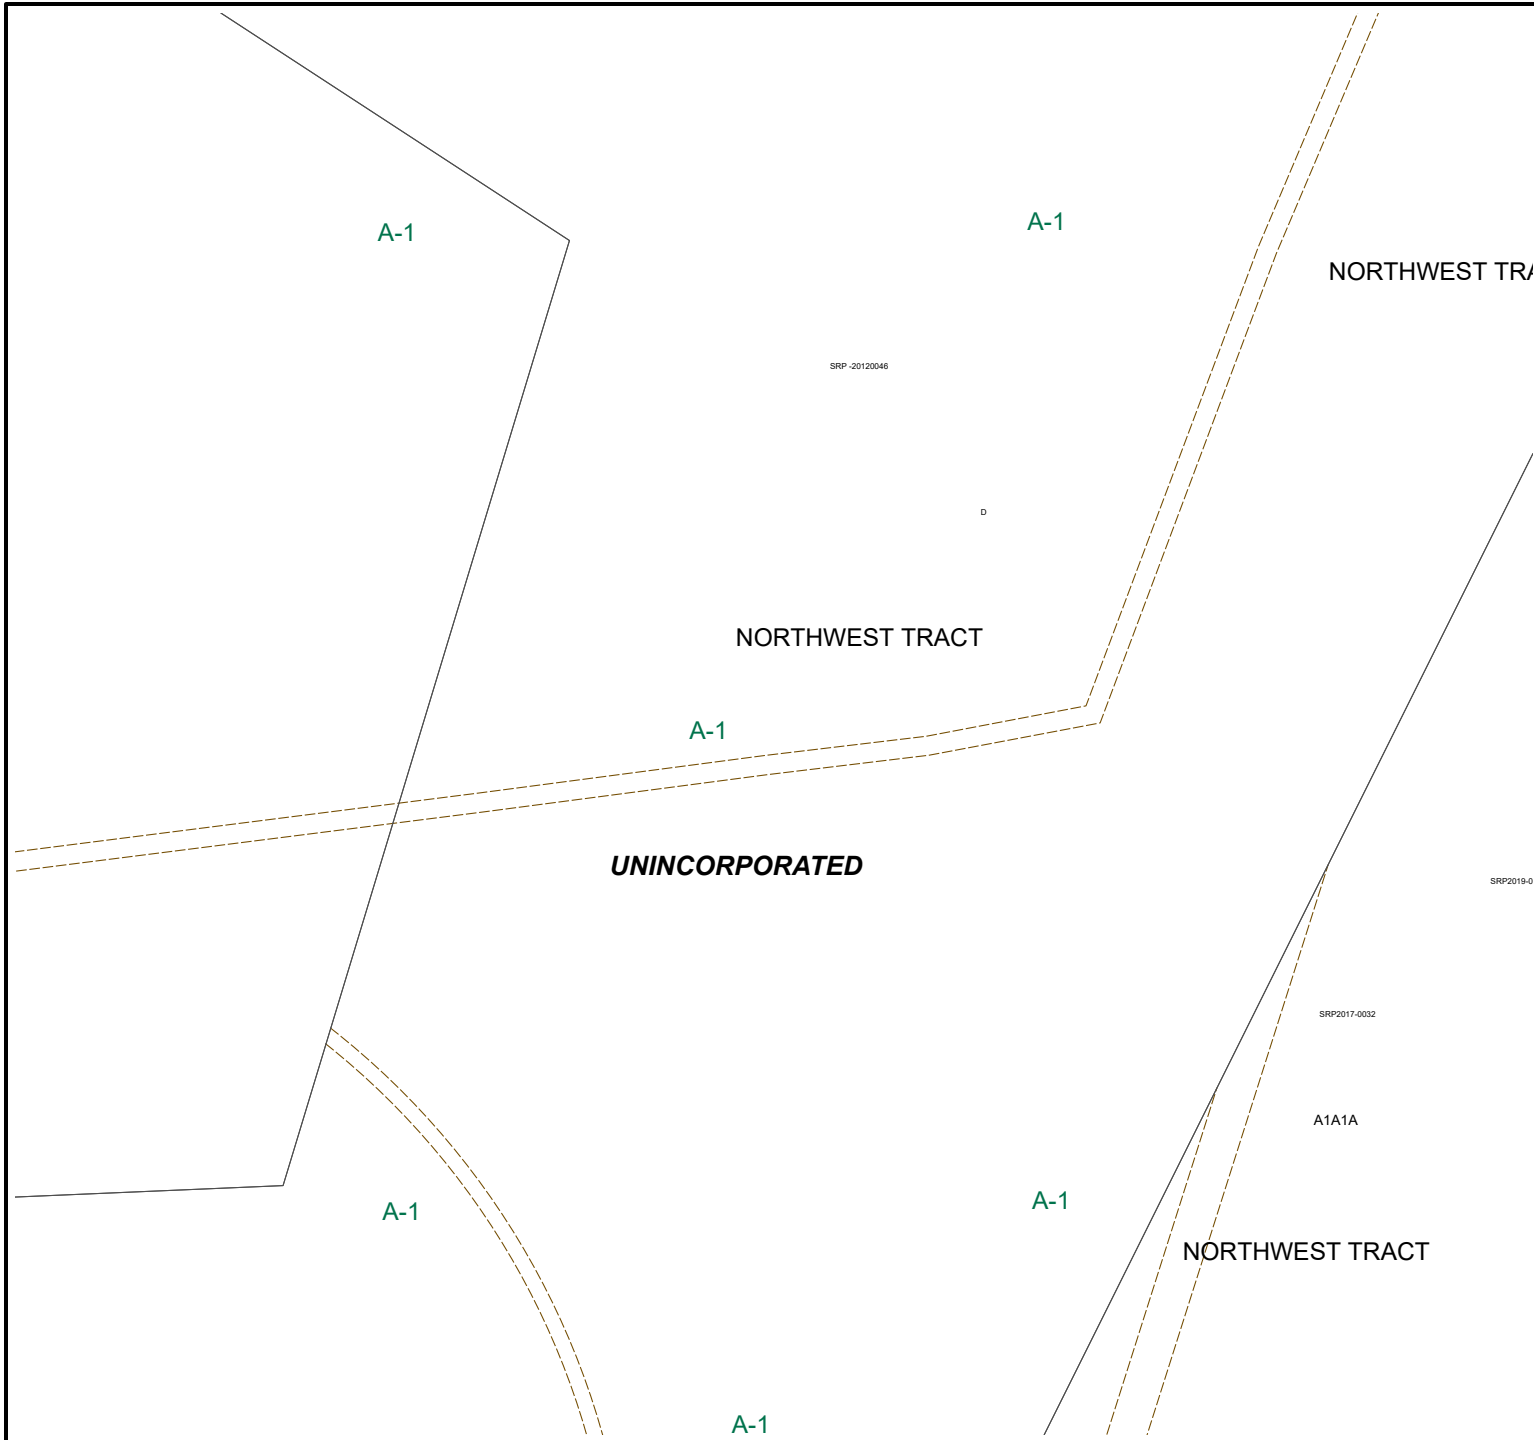 A-1
A-1
NORTHWEST TRA
SRP -20120046
D
NORTHWEST TRACT
A-1
UNINCORPORATED
SRP2019-0
SRP2017-0032
A1A1A
A-1
A-1
NORTHWEST TRACT
A-1